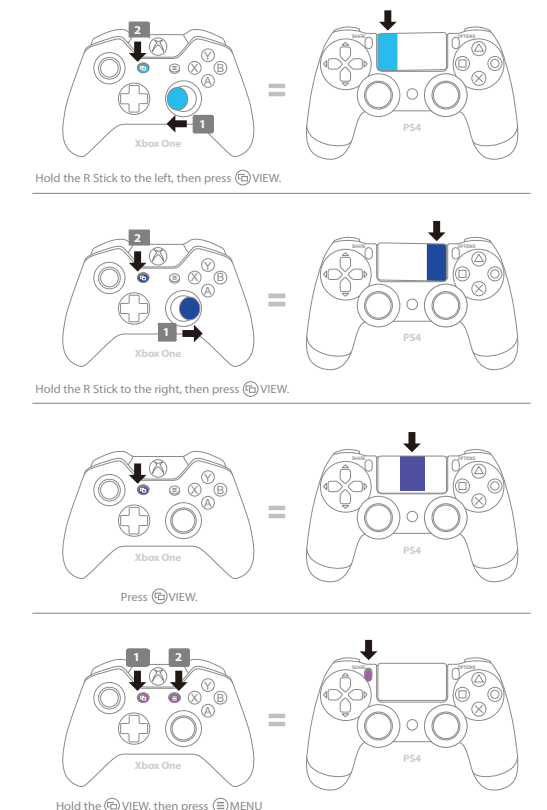 2
SHARE
OPTIONS
X
Y
B
A
1
Xbox One
=
PS4
Hold the R Stick to the left, then press VIEW.
2
SHARE
OPTIONS
X
Y
B
A
1
Xbox One
=
PS4
Hold the R Stick to the right, then press VIEW.
SHARE
OPTIONS
X
Y
B
A
Xbox One
=
PS4
Press VIEW.
1 2
SHARE
OPTIONS
X
Y
B
A
Xbox One
=
PS4
Hold the VIEW, then press MENU